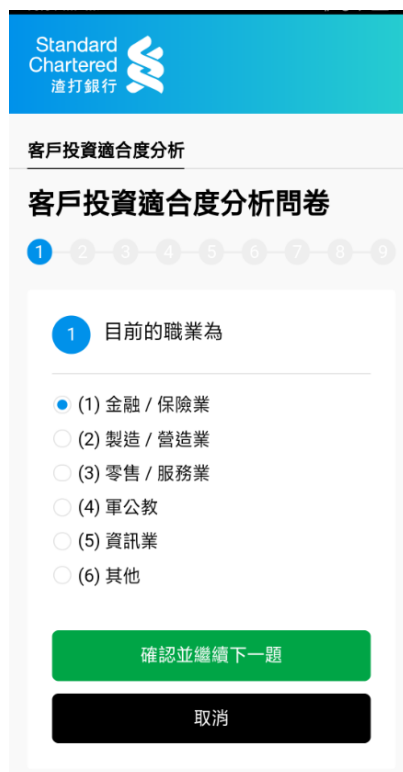 Standard
Chartered
渣打銀行
客戶投資適合度分析
客戶投資適合度分析問卷
1 2 3 4 5 6 7 8 9
1 目前的職業為
(1) 金融 / 保險業
(2) 製造 / 營造業
(3) 零售 / 服務業
(4) 軍公教
(5) 資訊業
(6) 其他
確認並繼續下一題
取消